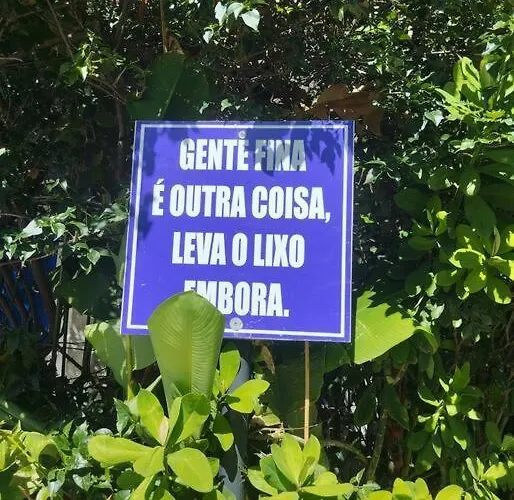 GENTE FINA
É OUTRA COISA,
LEVA O LIXO
EMBORA.